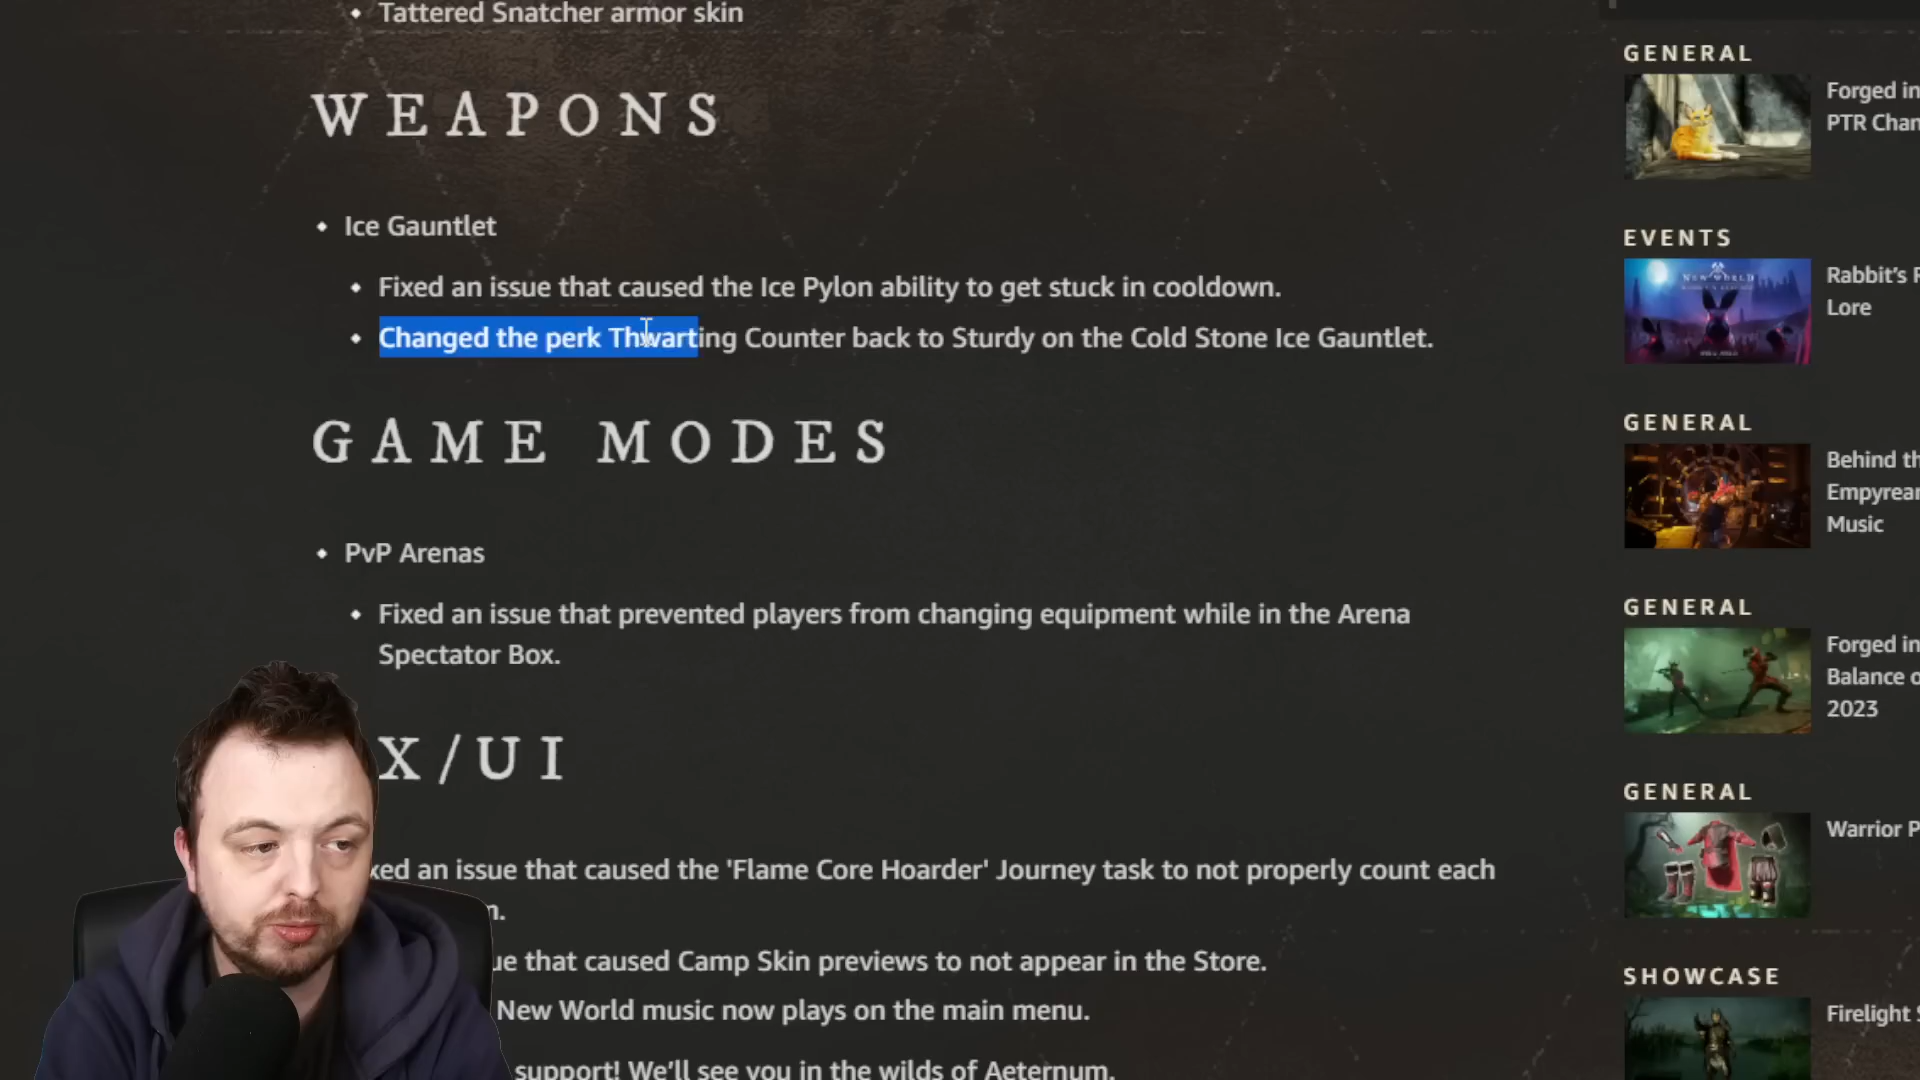 Tattered Snatcher armor skin
WEAPONS
Ice Gauntlet
Fixed an issue that caused the Ice Pylon ability to get stuck in cooldown.
Changed the perk Thwarting Counter back to Sturdy on the Cold Stone Ice Gauntlet.
GAME MODES
PvP Arenas
Fixed an issue that prevented players from changing equipment while in the Arena
Spectator Box.
X/UI
xed an issue that caused the 'Flame Core Hoarder' Journey task to not properly count each
n.
ue that caused Camp Skin previews to not appear in the Store.
New World music now plays on the main menu.
support! We'll see you in the wilds of Aeternum.
GENERAL
Forged in
PTR Chan
EVENTS
NEW WORLD
Rabbit's R
Lore
GENERAL
Behind th
Empyrean
Music
GENERAL
Forged in
Balance o
2023
GENERAL
Warrior P
SHOWCASE
Firelight S